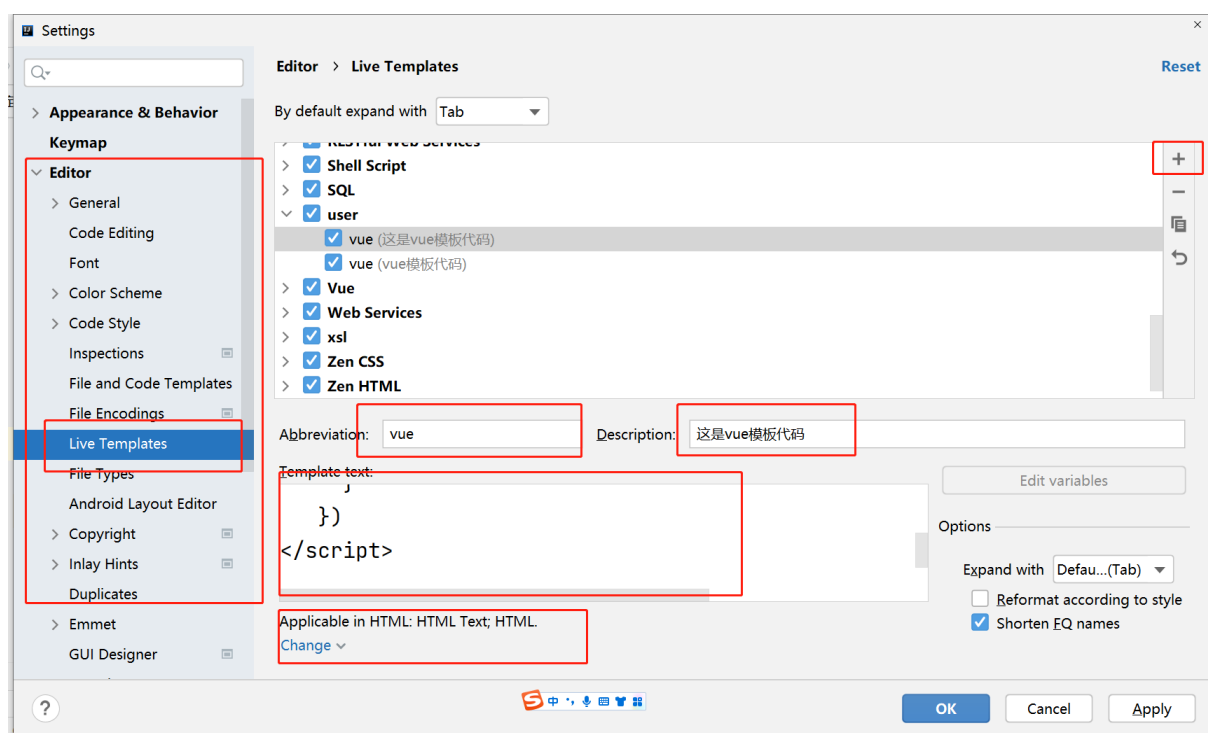 Settings
Editor > Live Templates
Reset
By default expand with Tab
Appearance & Behavior
Keymap
Editor
General
Code Editing
Font
Color Scheme
Code Style
Inspections
File and Code Templates
File Encodings
Live Templates
File Types
Android Layout Editor
Copyright
Inlay Hints
Duplicates
Emmet
GUI Designer
RESTful Web Services
Shell Script
SQL
user
vue (这是vue模板代码)
vue (vue模板代码)
Vue
Web Services
xsl
Zen CSS
Zen HTML
Abbreviation: vue
Description: 这是vue模板代码
Template text:
}
})
</script>
Edit variables
Options
Expand with Defau...(Tab)
Reformat according to style
Shorten FQ names
Applicable in HTML: HTML Text; HTML.
Change
?
中
OK
Cancel
Apply